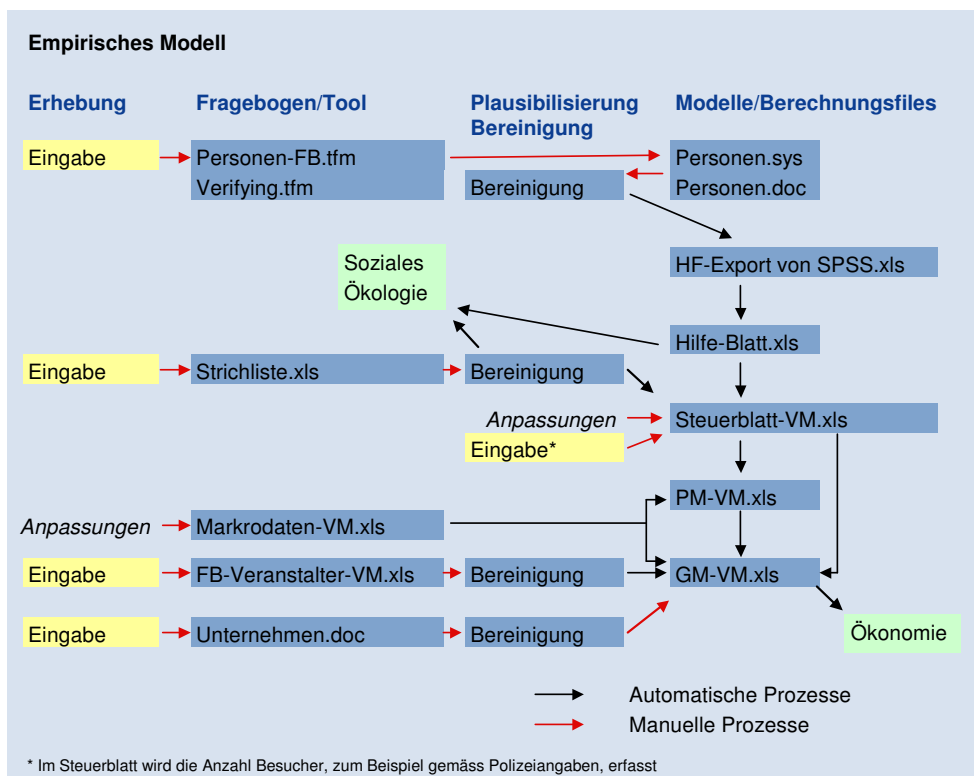 Empirisches Modell
Erhebung
Fragebogen/Tool
Plausibilisierung
Bereinigung
Modelle/Berechnungsfiles
Eingabe
Personen-FB.tfm
Verifying.tfm
Bereinigung
Personen.sys
Personen.doc
HF-Export von SPSS.xls
Soziales
Ökologie
Hilfe-Blatt.xls
Eingabe
Strichliste.xls
Bereinigung
Anpassungen
Eingabe*
Steuerblatt-VM.xls
PM-VM.xls
Anpassungen
Markrodaten-VM.xls
Eingabe
FB-Veranstalter-VM.xls
Bereinigung
GM-VM.xls
Eingabe
Unternehmen.doc
Bereinigung
Ökonomie
Automatische Prozesse
Manuelle Prozesse
* Im Steuerblatt wird die Anzahl Besucher, zum Beispiel gemäss Polizeiangaben, erfasst